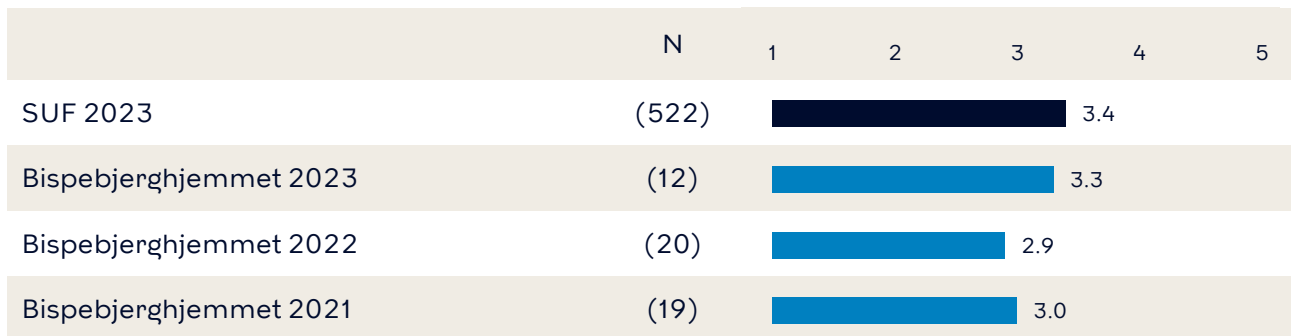 N 1 2 3 4 5
SUF 2023 (522) 3.4
Bispebjerghjemmet 2023 (12) 3.3
Bispebjerghjemmet 2022 (20) 2.9
Bispebjerghjemmet 2021 (19) 3.0